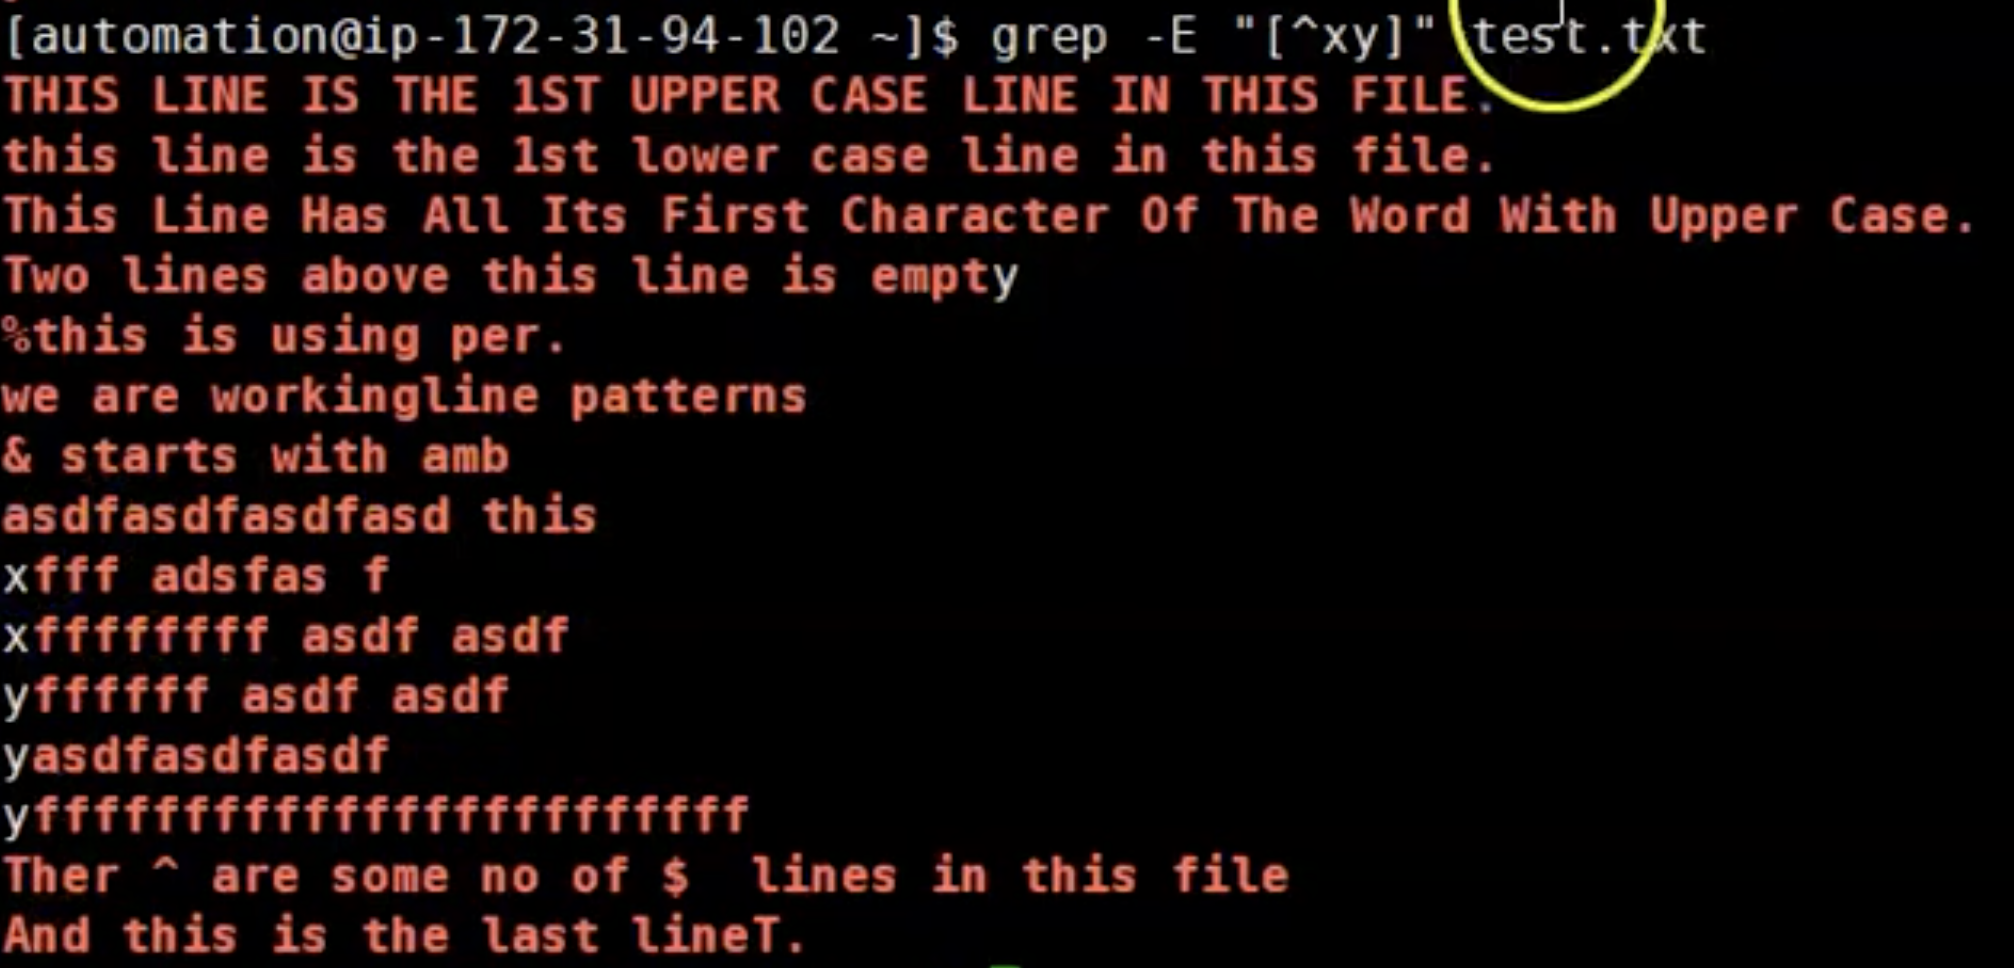 [automation@ip-172-31-94-102 ~]$ grep -E "[^xy]" test.txt
THIS LINE IS THE 1ST UPPER CASE LINE IN THIS FILE.
this line is the 1st lower case line in this file.
This Line Has All Its First Character Of The Word With Upper Case.
Two lines above this line is empty
%this is using per.
we are workingline patterns
& starts with amb
asdfasdfasdfasd this
xfff adsfas f
xffffffff asdf asdf
yffffff asdf asdf
yasdfasdfasdf
yffffffffffffffffffffffff
Ther ^ are some no of $  lines in this file
And this is the last lineT.